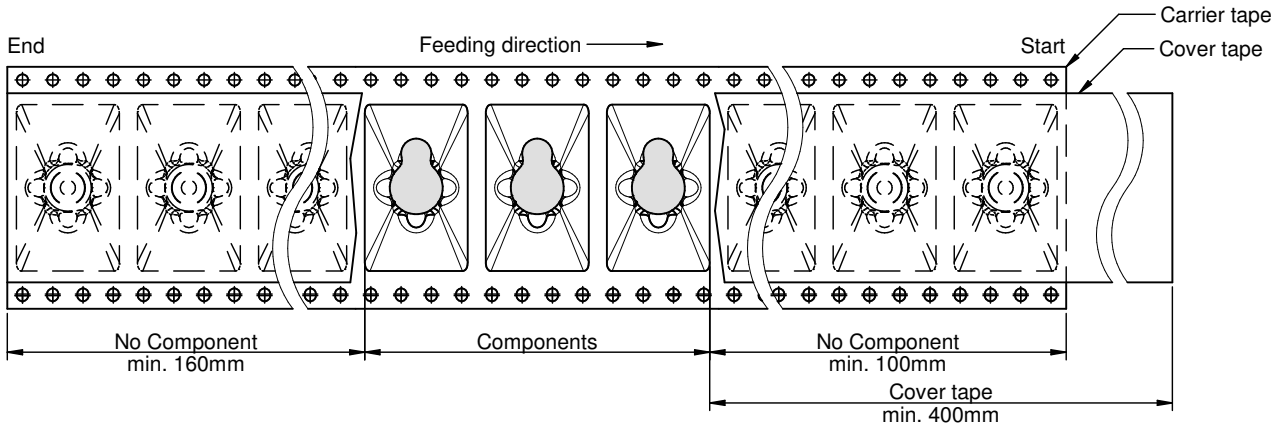 Carrier tape
End
Feeding direction
Start
Cover tape
No Component
min. 160mm
Components
No Component
min. 100mm
Cover tape
min. 400mm